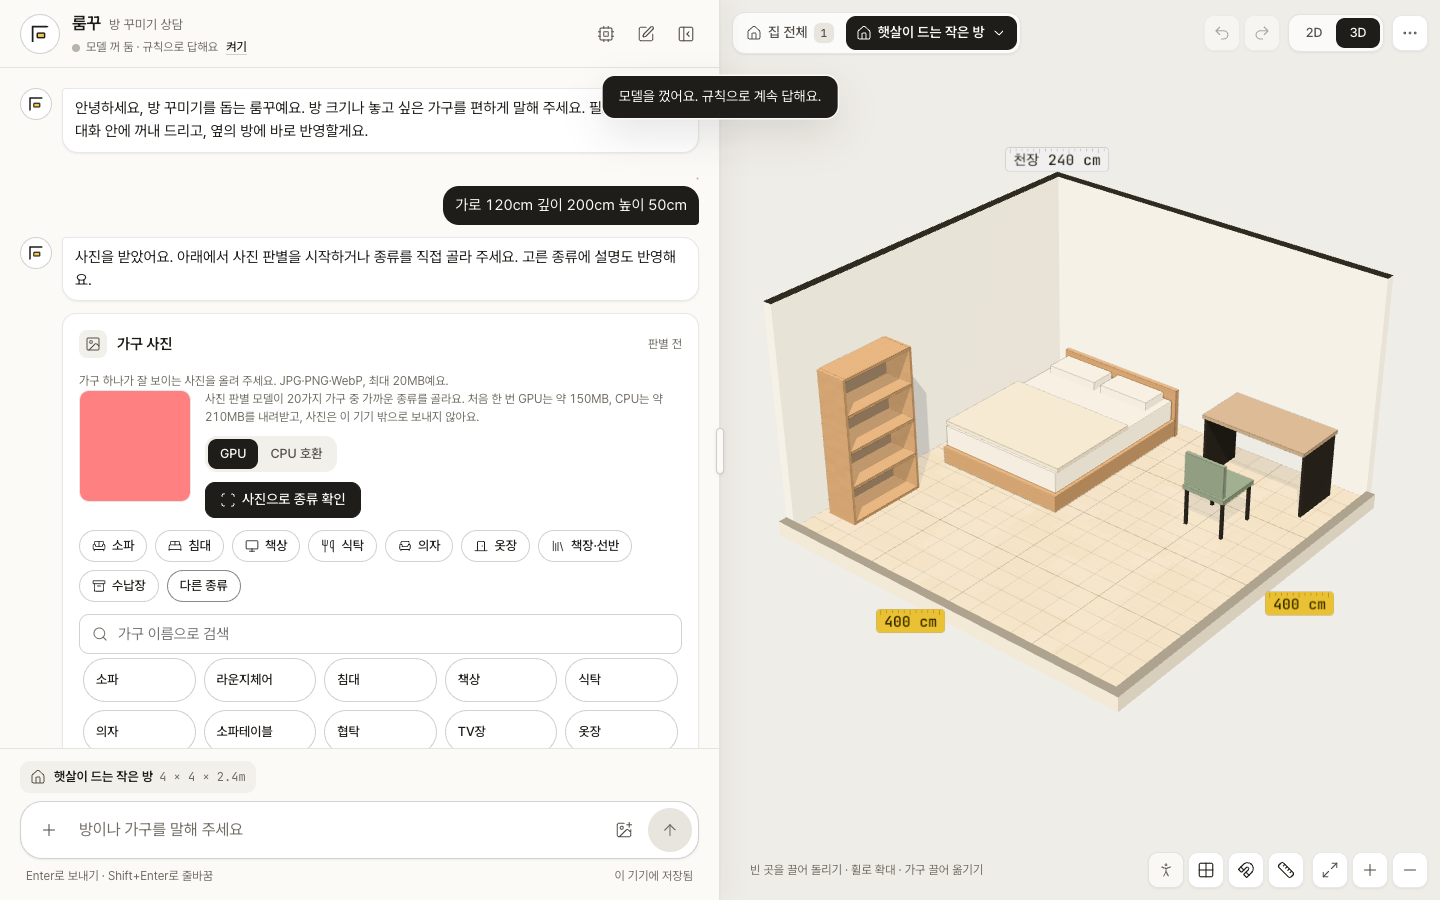 룸꾸 방 꾸미기 상담
모델 꺼 둠 · 규칙으로 답해요 켜기
집 전체 1
햇살이 드는 작은 방
2D 3D
모델을 껐어요. 규칙으로 계속 답해요.
안녕하세요, 방 꾸미기를 돕는 룸꾸예요. 방 크기나 놓고 싶은 가구를 편하게 말해 주세요.
대화 안에 꺼내 드리고, 옆의 방에 바로 반영할게요.
가로 120cm 깊이 200cm 높이 50cm
사진을 받았어요. 아래에서 사진 판별을 시작하거나 종류를 직접 골라 주세요. 고른 종류에 설명도 반영해
요.
가구 사진
판별 전
가구 하나가 잘 보이는 사진을 올려 주세요. JPG·PNG·WebP, 최대 20MB예요.
사진 판별 모델이 20가지 가구 중 가까운 종류를 골라요. 처음 한 번 GPU는 약 150MB, CPU는 약
210MB를 내려받고, 사진은 이 기기 밖으로 보내지 않아요.
GPU CPU 호환
사진으로 종류 확인
소파 침대 책상 식탁 의자 옷장 책장·선반
수납장 다른 종류
가구 이름으로 검색
소파 라운지체어 침대 책상 식탁
의자 소파테이블 협탁 TV장 옷장
햇살이 드는 작은 방 4 × 4 × 2.4m
방이나 가구를 말해 주세요
Enter로 보내기 · Shift+Enter로 줄바꿈
이 기기에 저장됨
천장 240 cm
400 cm
400 cm
빈 곳을 끌어 돌리기 · 휠로 확대 · 가구 끌어 옮기기